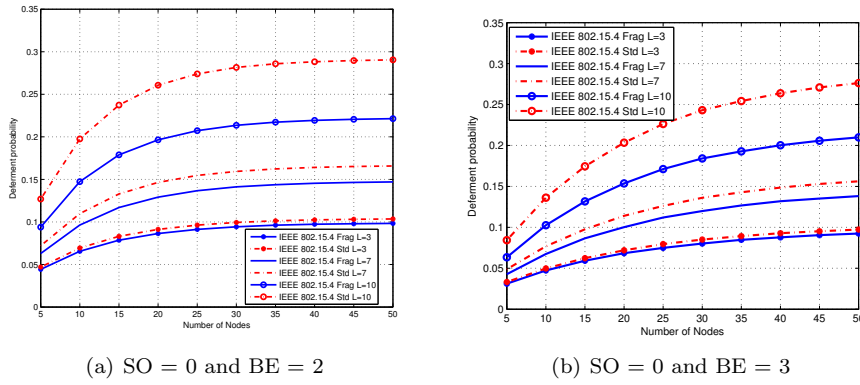 0.35
0.3
0.25
0.2
0.15
0.1
0.05
0
5 10 15 20 25 30 35 40 45 50
Number of Nodes
Deferment probability
IEEE 802.15.4 Frag L=3
IEEE 802.15.4 Std L=3
IEEE 802.15.4 Frag L=7
IEEE 802.15.4 Std L=7
IEEE 802.15.4 Frag L=10
IEEE 802.15.4 Std L=10
(a) SO = 0 and BE = 2
0.35
0.3
0.25
0.2
0.15
0.1
0.05
0
5 10 15 20 25 30 35 40 45 50
Number of Nodes
Deferment probability
IEEE 802.15.4 Frag L=3
IEEE 802.15.4 Std L=3
IEEE 802.15.4 Frag L=7
IEEE 802.15.4 Std L=7
IEEE 802.15.4 Frag L=10
IEEE 802.15.4 Std L=10
(b) SO = 0 and BE = 3